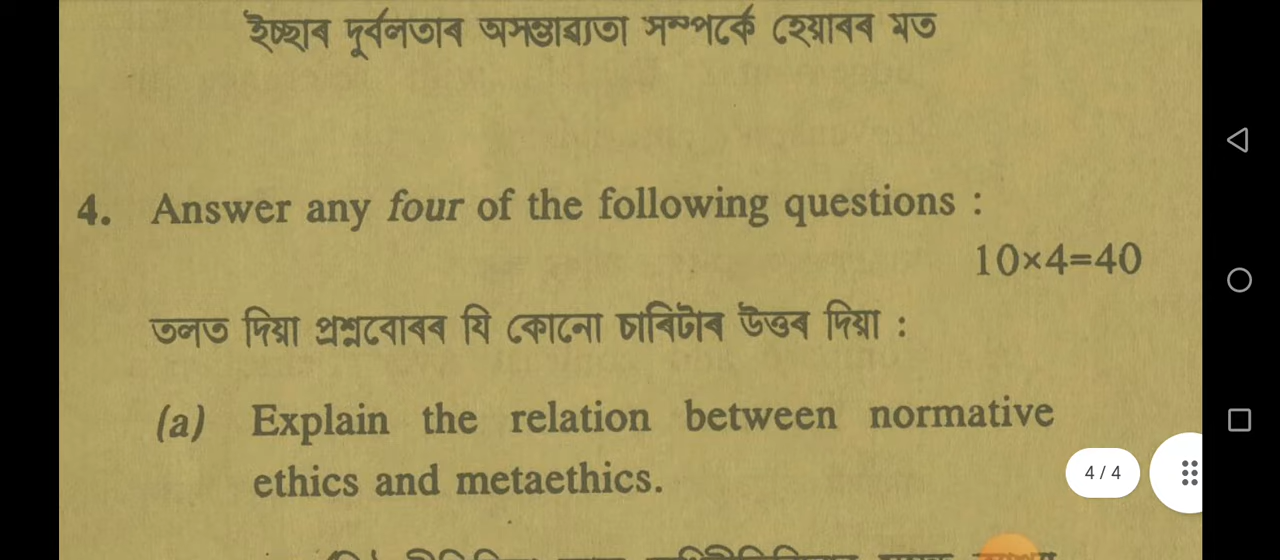 ইচ্ছাৰ দুৰ্বলতাৰ অসম্ভাৱ্যতা সম্পৰ্কে হেয়াৰৰ মত
4. Answer any four of the following questions :
10×4=40
তলত দিয়া প্ৰশ্নবোৰৰ যি কোনো চাৰিটাৰ উত্তৰ দিয়া :
(a) Explain the relation between normative
ethics and metaethics.
4 / 4